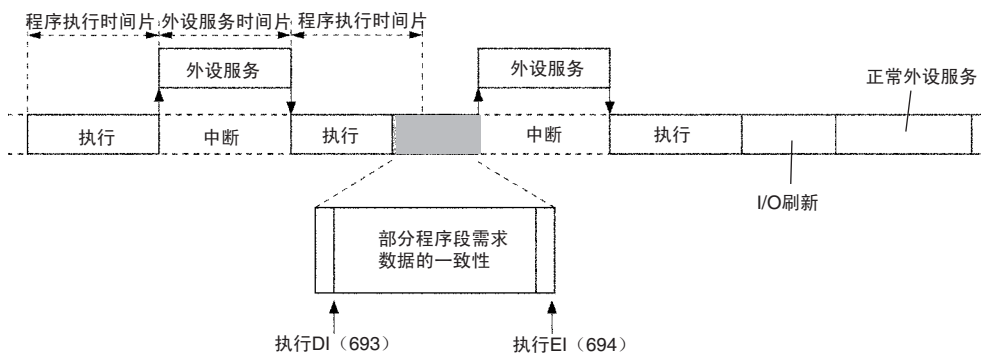 程序执行时间片
外设服务时间片
程序执行时间片
外设服务
外设服务
正常外设服务
执行
中断
执行
中断
执行
I/O刷新
部分程序段需求
数据的一致性
执行DI（693）
执行EI（694）